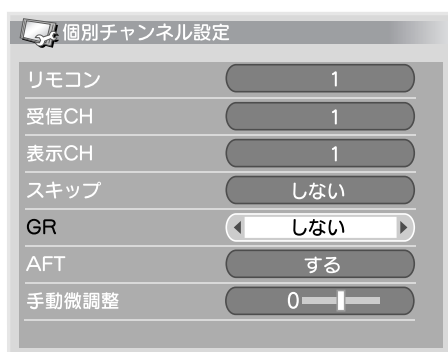 個別チャンネル設定
リモコン 1
受信CH 1
表示CH 1
スキップ しない
GR しない
AFT する
手動微調整 0